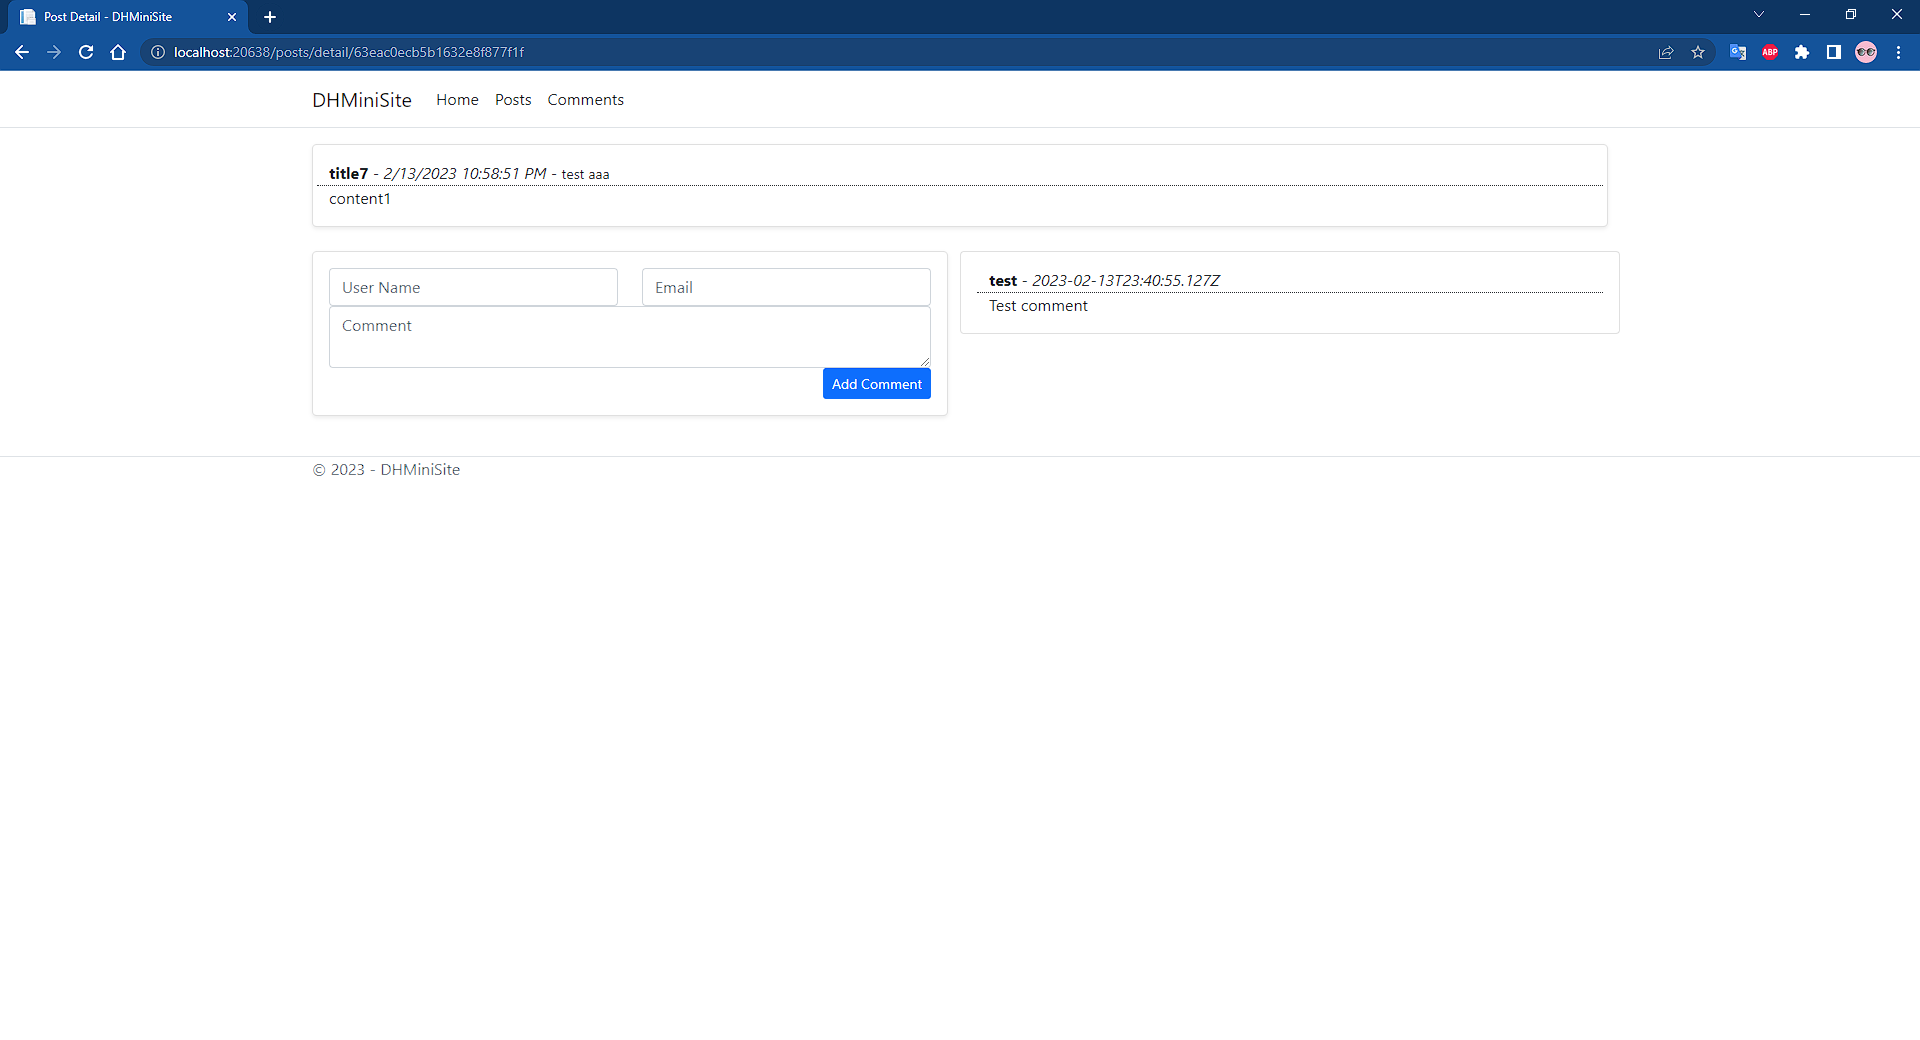 Post Detail - DHMiniSite
localhost:20638/posts/detail/63eac0ecb5b1632e8f877f1f
ABP
DHMiniSite Home Posts Comments
title7 - 2/13/2023 10:58:51 PM - test aaa
content1
User Name Email
Comment
Add Comment
test - 2023-02-13T23:40:55.127Z
Test comment
© 2023 - DHMiniSite